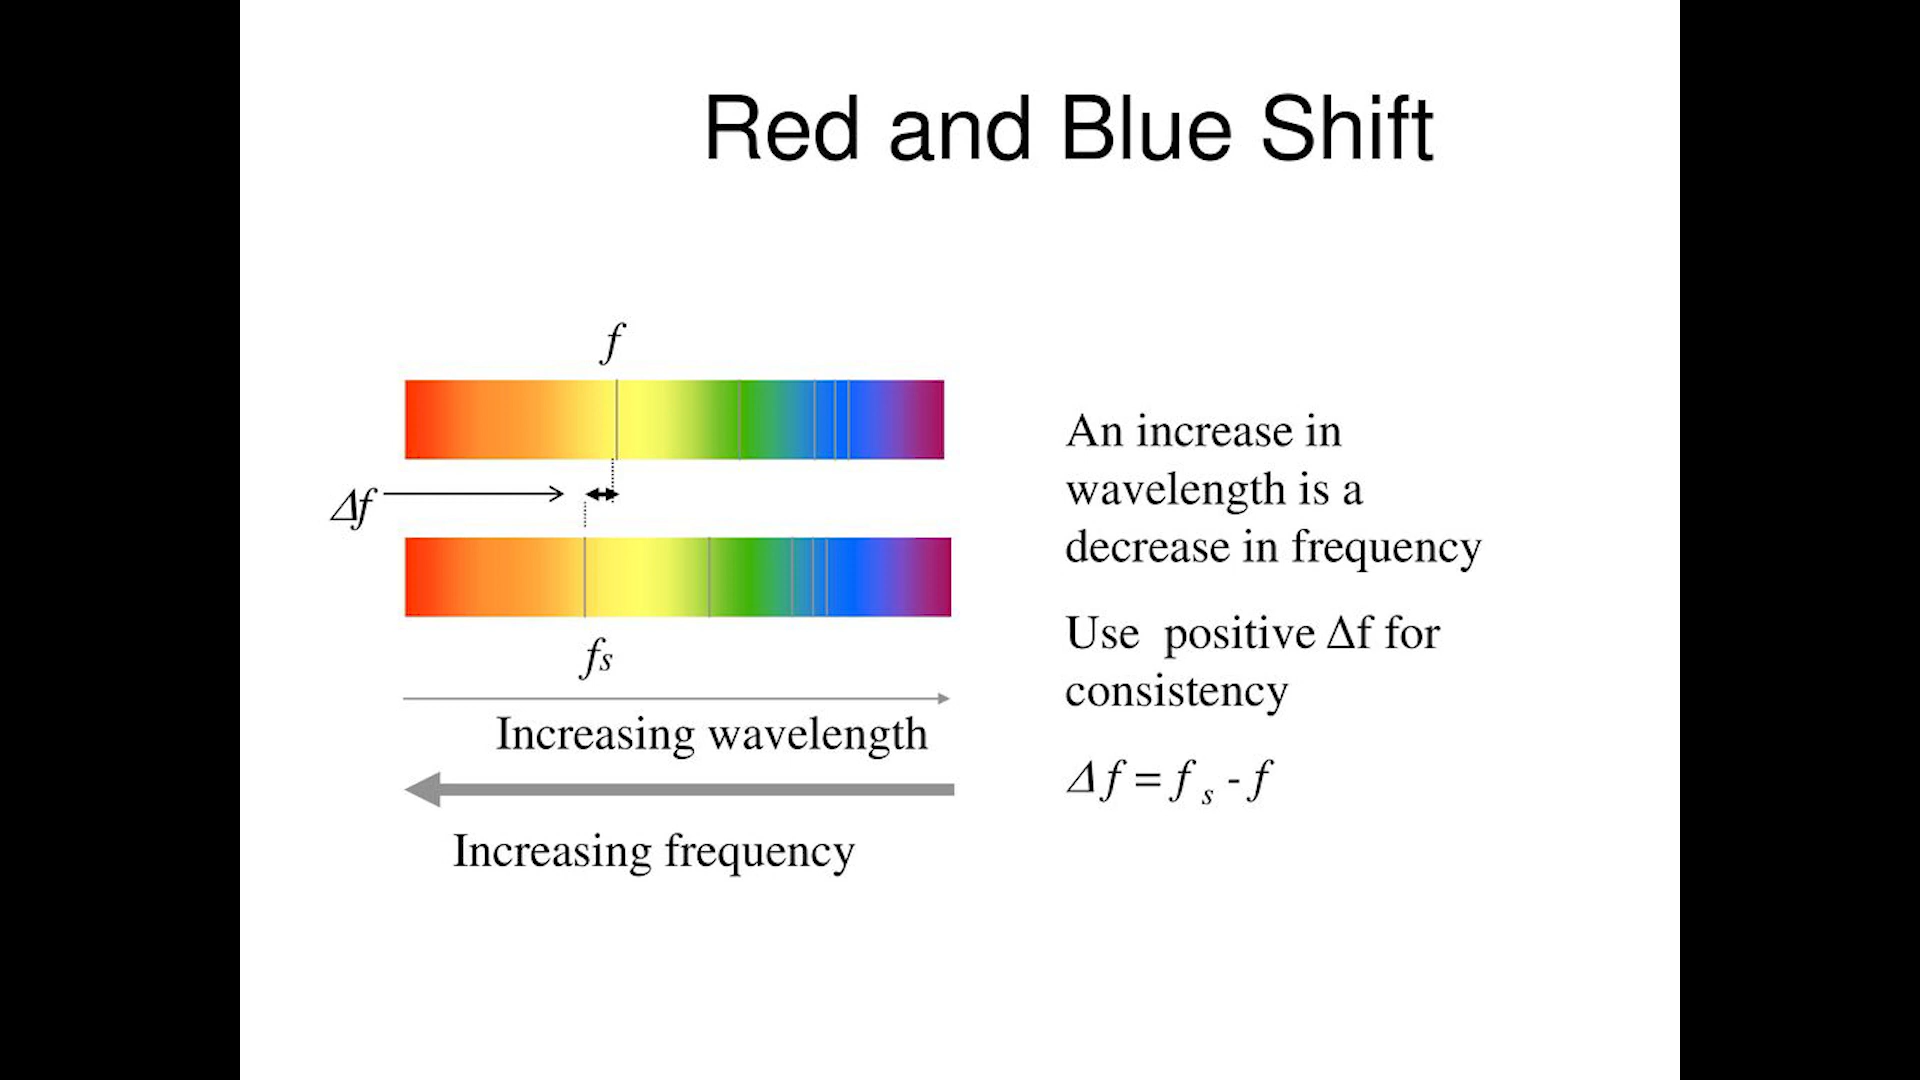 Red and Blue Shift
f
Δf
fs
Increasing wavelength
Increasing frequency
An increase in
wavelength is a
decrease in frequency
Use positive Δf for
consistency
Δf = f s - f